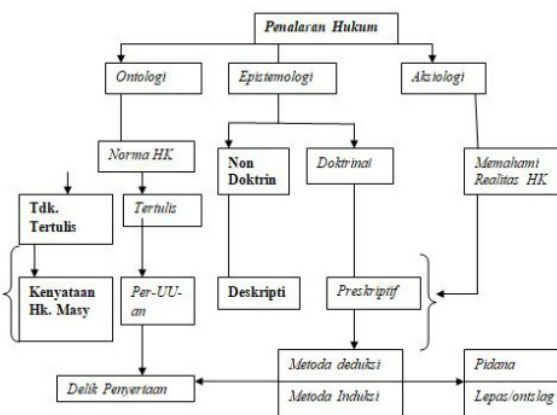 Penalaran Hukum
Ontologi
Epistemologi
Aksiologi
Norma HK
Non
Doktrin
Doktrinal
Memahami
Realitas HK
Tdk.
Tertulis
Tertulis
Kenyataan
Hk. Masy
Per-UU-
an
Deskripti
Preskriptif
Metoda deduksi
Metoda Induksi
Pidana
Lepas/ontslag
Delik Penyertaan